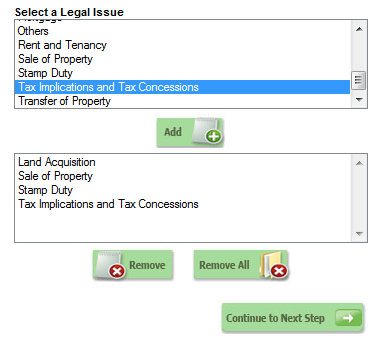 Select a Legal Issue
Mortgage
Others
Rent and Tenancy
Sale of Property
Stamp Duty
Tax Implications and Tax Concessions
Transfer of Property
Add
Land Acquisition
Sale of Property
Stamp Duty
Tax Implications and Tax Concessions
Remove
Remove All
Continue to Next Step